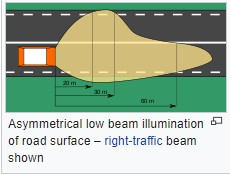 20 m
30 m
60 m
Asymmetrical low beam illumination
of road surface – right-traffic beam
shown